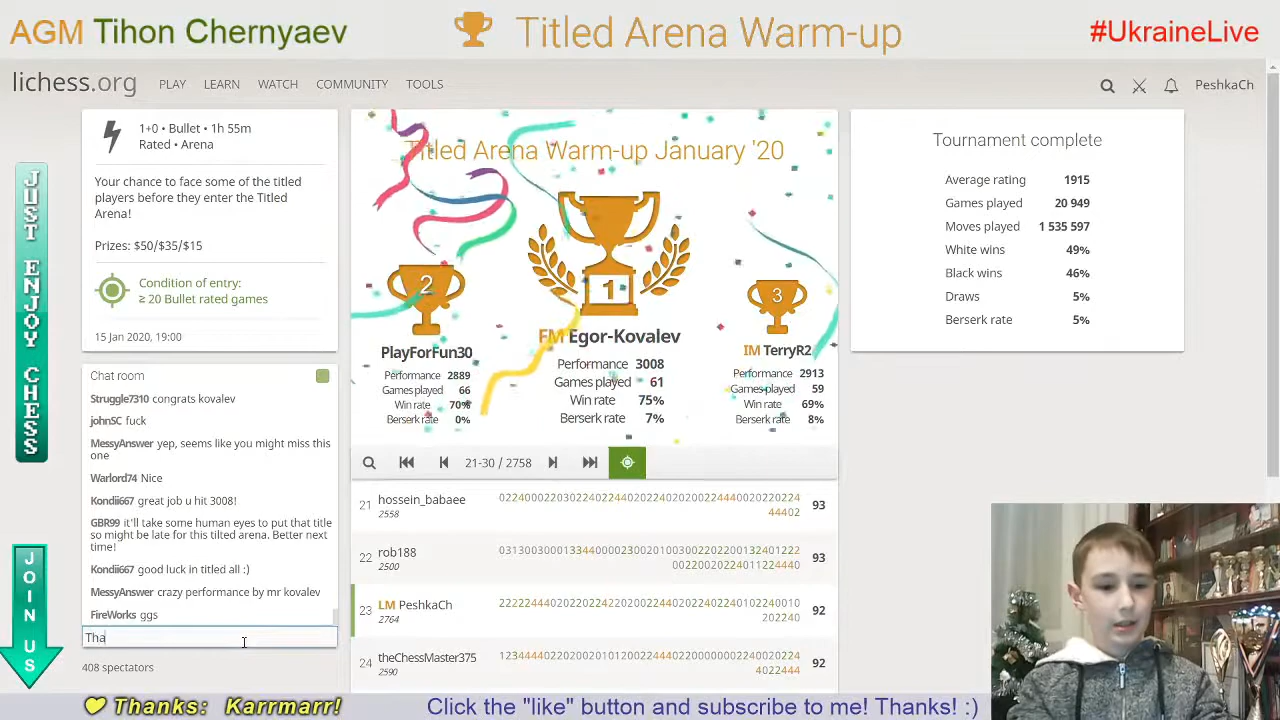 AGM Tihon Chernyaev
Titled Arena Warm-up
#UkraineLive
lichess.org
PLAY LEARN WATCH COMMUNITY TOOLS
PeshkaCh
JUST ENJOY CHESS
JOIN US
1+0 • Bullet • 1h 55m
Rated • Arena
Your chance to face some of the titled
players before they enter the Titled
Arena!
Prizes: $50/$35/$15
Condition of entry:
≥ 20 Bullet rated games
15 Jan 2020, 19:00
Chat room
Struggle7310 congrats kovalev
johnSC fuck
MessyAnswer yep, seems like you might miss this
one
Warlord74 Nice
Kondii667 great job u hit 3008!
GBR99 it'll take some human eyes to put that title
so might be late for this tilted arena. Better next
time!
Kondii667 good luck in titled all :)
MessyAnswer crazy performance by mr kovalev
FireWorks ggs
Tha
408 spectators
Titled Arena Warm-up January '20
2
1
3
PlayForFun30
Performance 2889
Games played 66
Win rate 70%
Berserk rate 0%
FM Egor-Kovalev
Performance 3008
Games played 61
Win rate 75%
Berserk rate 7%
IM TerryR2
Performance 2913
Games played 59
Win rate 69%
Berserk rate 8%
21-30 / 2758
21 hossein_babaee 93
2558
22 rob188 93
2500
23 LM PeshkaCh 92
2764
24 theChessMaster375 92
2590
Tournament complete
Average rating 1915
Games played 20 949
Moves played 1 535 597
White wins 49%
Black wins 46%
Draws 5%
Berserk rate 5%
Thanks: Karrmarr!
Click the "like" button and subscribe to me! Thanks! :)